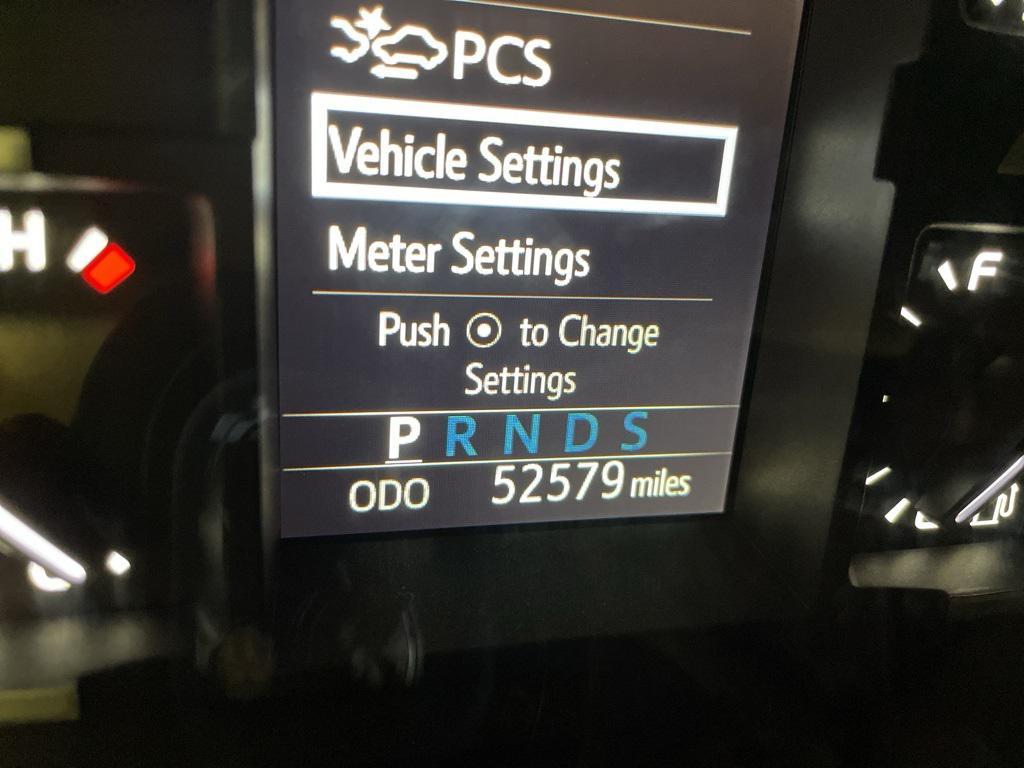 PCS
Vehicle Settings
Meter Settings
Push to Change
Settings
P R N D S
ODO 52579 miles
H
F